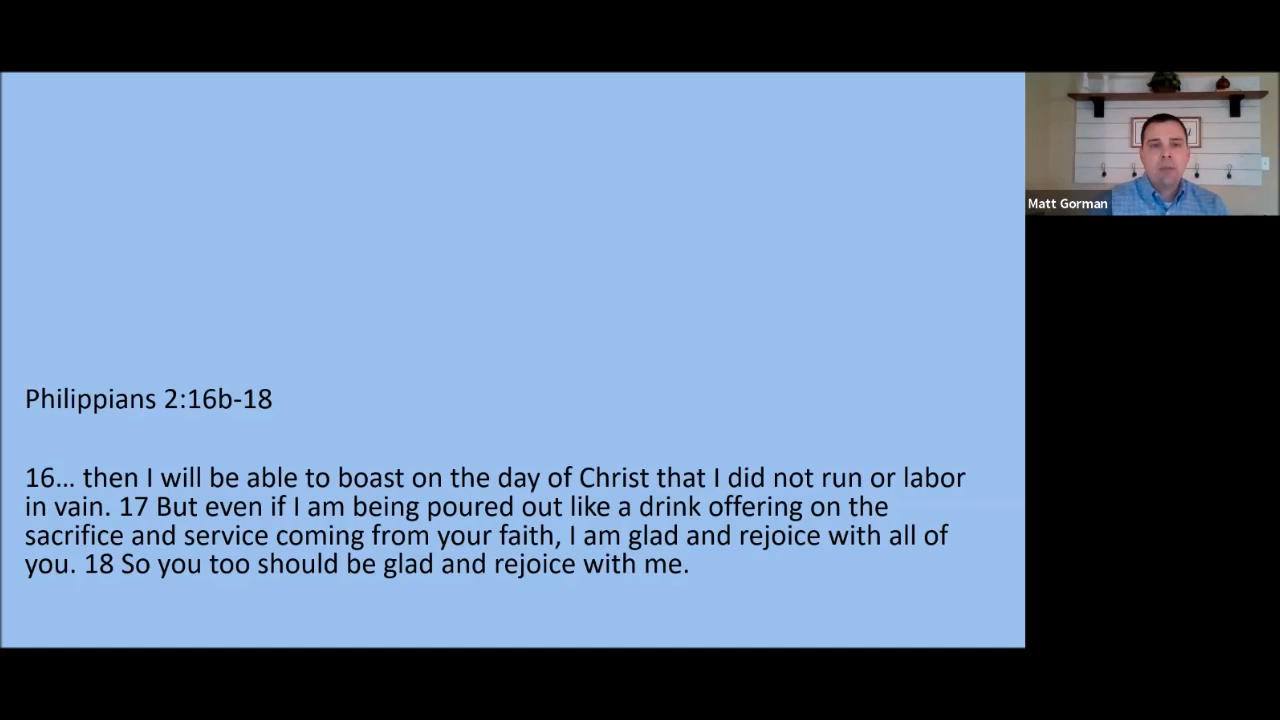 Philippians 2:16b-18
16... then I will be able to boast on the day of Christ that I did not run or labor
in vain. 17 But even if I am being poured out like a drink offering on the
sacrifice and service coming from your faith, I am glad and rejoice with all of
you. 18 So you too should be glad and rejoice with me.
Matt Gorman